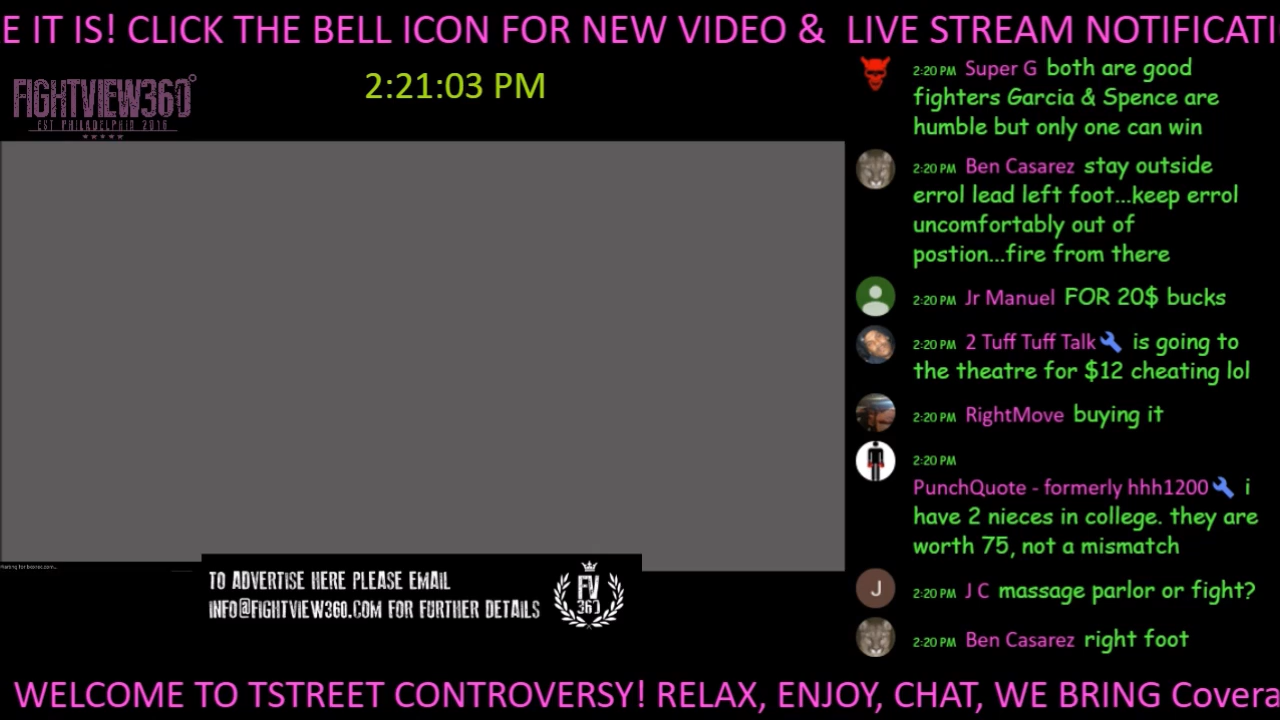 E IT IS! CLICK THE BELL ICON FOR NEW VIDEO & LIVE STREAM NOTIFICATI
FIGHTVIEW360°
EST PHILADELPHIA 2016
2:21:03 PM
2:20 PM Super G both are good
fighters Garcia & Spence are
humble but only one can win
2:20 PM Ben Casarez stay outside
errol lead left foot...keep errol
uncomfortably out of
postion...fire from there
2:20 PM Jr Manuel FOR 20$ bucks
2:20 PM 2 Tuff Tuff Talk is going to
the theatre for $12 cheating lol
2:20 PM RightMove buying it
2:20 PM
PunchQuote - formerly hhh1200 i
have 2 nieces in college. they are
worth 75, not a mismatch
J
2:20 PM J C massage parlor or fight?
2:20 PM Ben Casarez right foot
TO ADVERTISE HERE PLEASE EMAIL
INFO@FIGHTVIEW360.COM FOR FURTHER DETAILS
FV
360
WELCOME TO TSTREET CONTROVERSY! RELAX, ENJOY, CHAT, WE BRING Covera